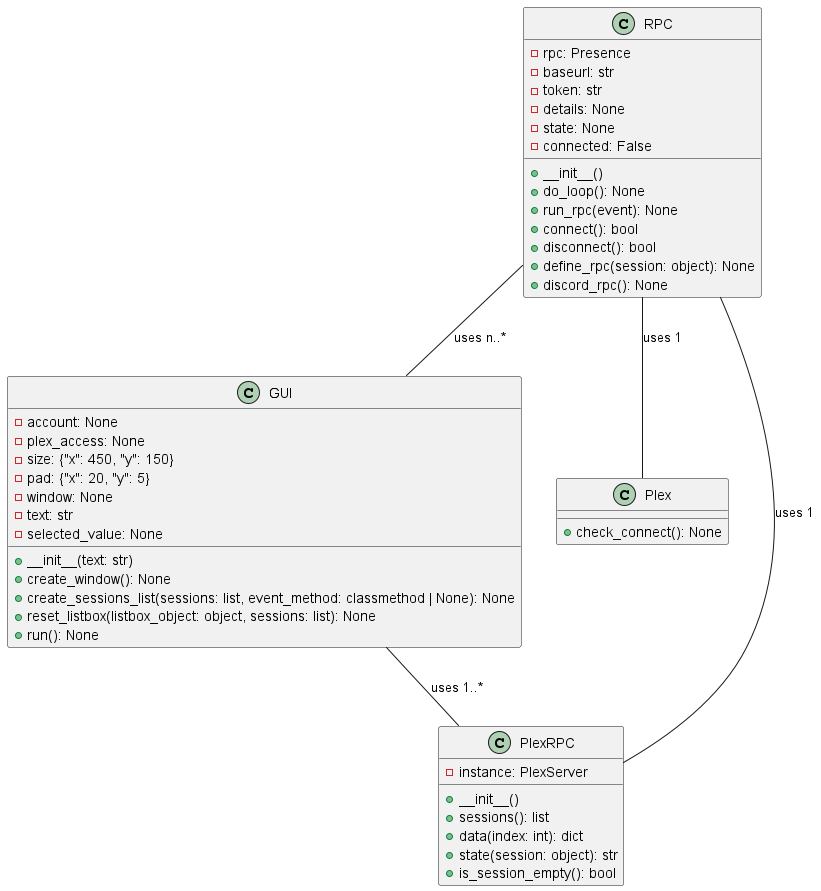 C RPC
rpc: Presence
baseurl: str
token: str
details: None
state: None
connected: False
__init__()
do_loop(): None
run_rpc(event): None
connect(): bool
disconnect(): bool
define_rpc(session: object): None
discord_rpc(): None
uses n..*
uses 1
C GUI
account: None
plex_access: None
size: {"x": 450, "y": 150}
pad: {"x": 20, "y": 5}
window: None
text: str
selected_value: None
__init__(text: str)
create_window(): None
create_sessions_list(sessions: list, event_method: classmethod | None): None
reset_listbox(listbox_object: object, sessions: list): None
run(): None
C Plex
check_connect(): None
uses 1
uses 1..*
C PlexRPC
instance: PlexServer
__init__()
sessions(): list
data(index: int): dict
state(session: object): str
is_session_empty(): bool